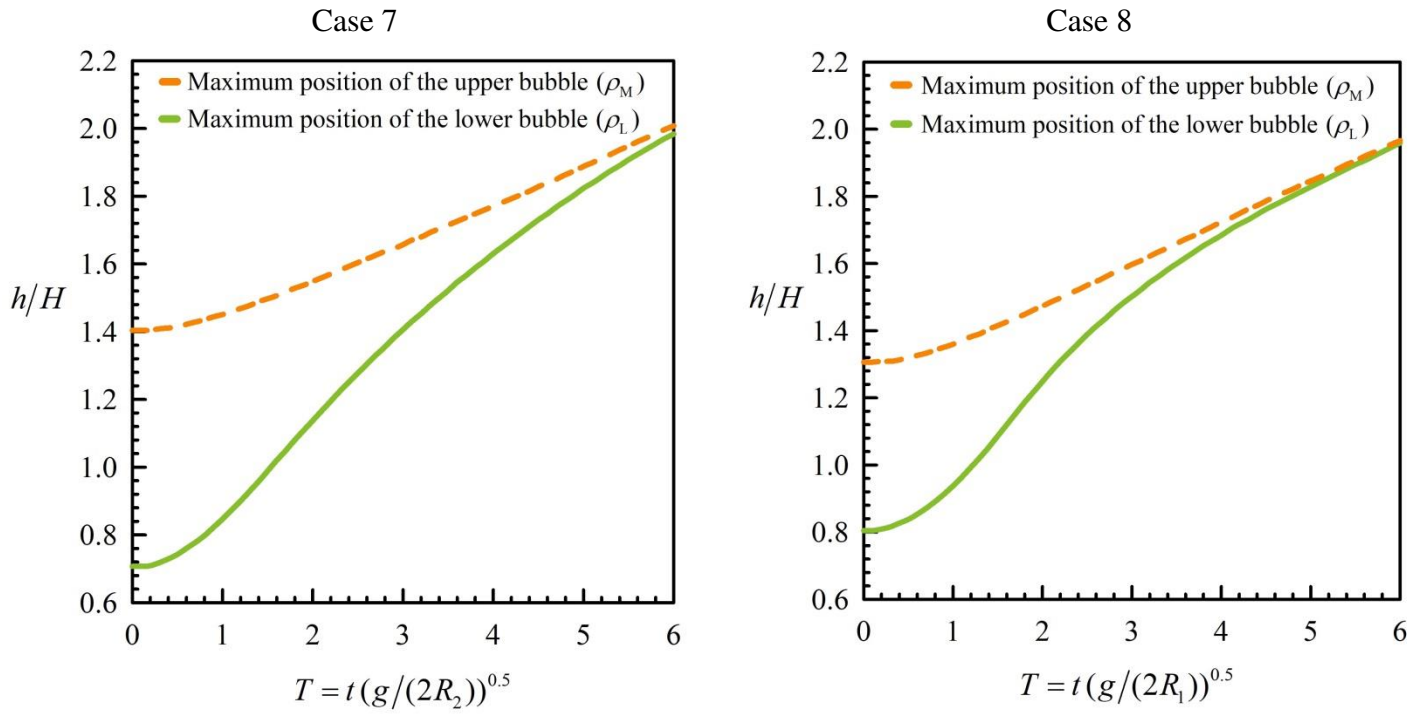 Case 7
2.2
2.0
1.8
1.6
1.4
1.2
1.0
0.8
0.6
h/H
Maximum position of the upper bubble (ρ_M)
Maximum position of the lower bubble (ρ_L)
0 1 2 3 4 5 6
T = t(g/(2R₂))^0.5
Case 8
2.2
2.0
1.8
1.6
1.4
1.2
1.0
0.8
0.6
h/H
Maximum position of the upper bubble (ρ_M)
Maximum position of the lower bubble (ρ_L)
0 1 2 3 4 5 6
T = t(g/(2R₁))^0.5